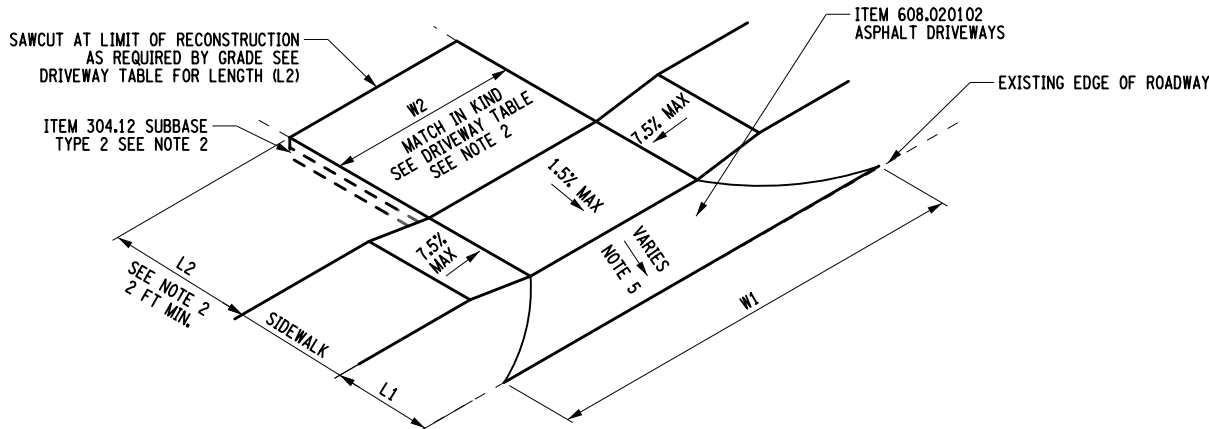 SAWCUT AT LIMIT OF RECONSTRUCTION
AS REQUIRED BY GRADE SEE
DRIVEWAY TABLE FOR LENGTH (L2)
ITEM 304.12 SUBBASE
TYPE 2 SEE NOTE 2
ITEM 608.020102
ASPHALT DRIVEWAYS
EXISTING EDGE OF ROADWAY
W2
MATCH IN KIND
SEE DRIVEWAY TABLE
SEE NOTE 2
7.5% MAX
1.5% MAX
7.5%
MAX
VARIES
NOTE 5
W1
L2
SEE NOTE 2
2 FT MIN.
SIDEWALK
L1